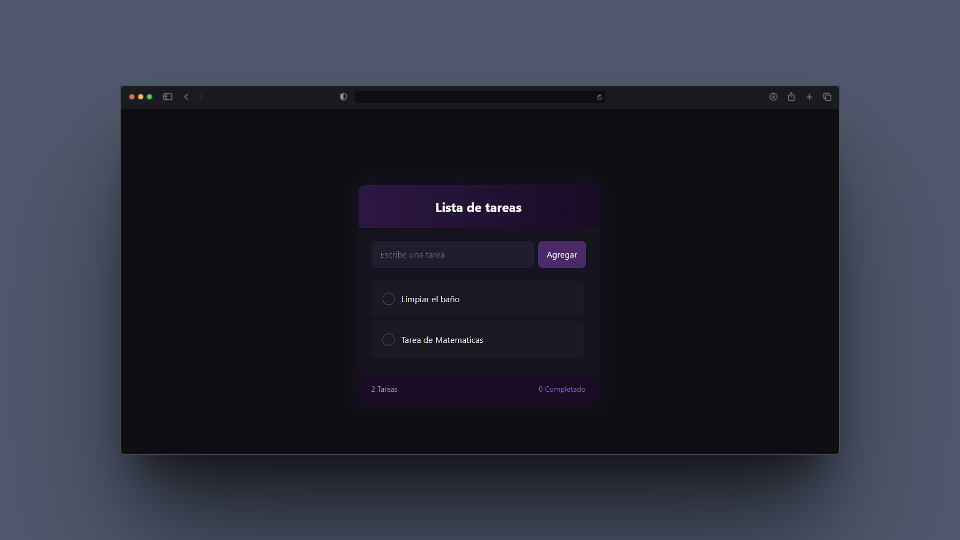 Lista de tareas
Escribe una tarea
Agregar
Limpiar el baño
Tarea de Matematicas
2 Tareas
0 Completado